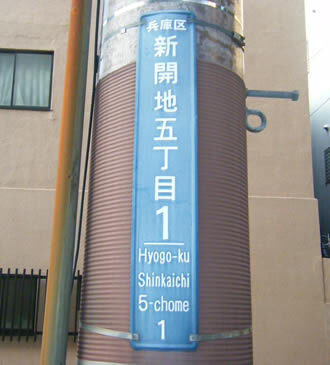 兵庫区
新開地五丁目
1
Hyogo-ku
Shinkaichi
5-chome
1